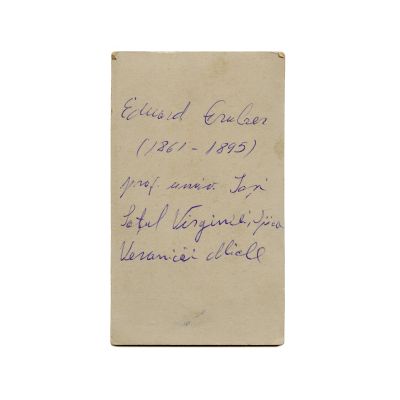 Eduard Gruber
(1861 - 1895)
prof. univ. Iași
Soțul Virginiei, fiica
Veronicăi Micle